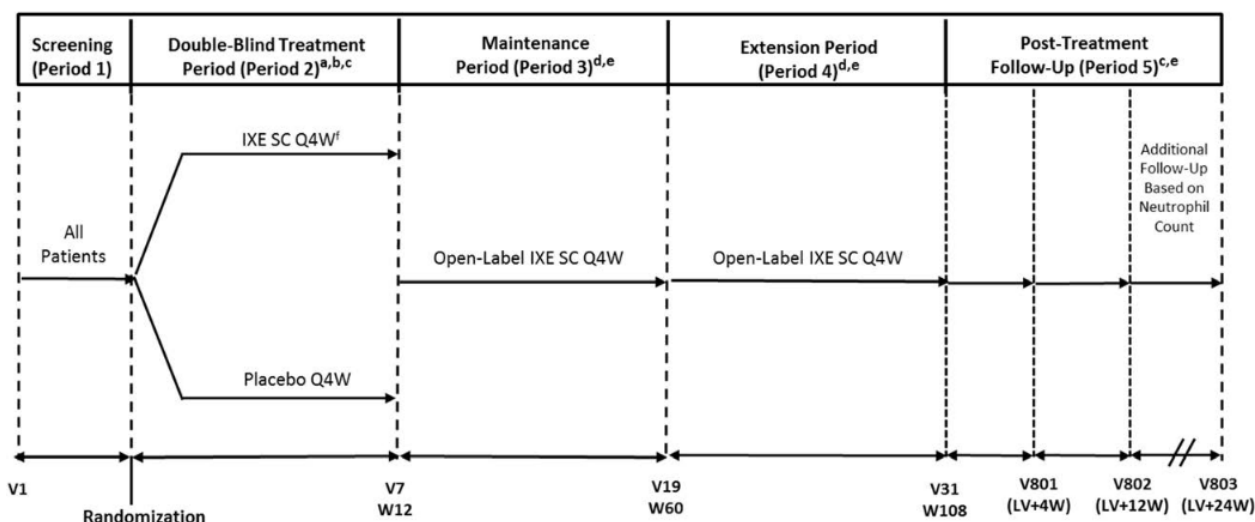 Screening
(Period 1)
Double-Blind Treatment
Period (Period 2)a,b,c
Maintenance
Period (Period 3)d,e
Extension Period
(Period 4)d,e
Post-Treatment
Follow-Up (Period 5)c,e
IXE SC Q4Wf
Additional
Follow-Up
Based on
Neutrophil
Count
All
Patients
Open-Label IXE SC Q4W
Open-Label IXE SC Q4W
Placebo Q4W
V1
Randomization
V7
W12
V19
W60
V31
W108
V801
(LV+4W)
V802
(LV+12W)
V803
(LV+24W)